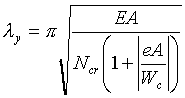 λ_y = π√(EA / (N_cr (1 + |eA / W_c|)))